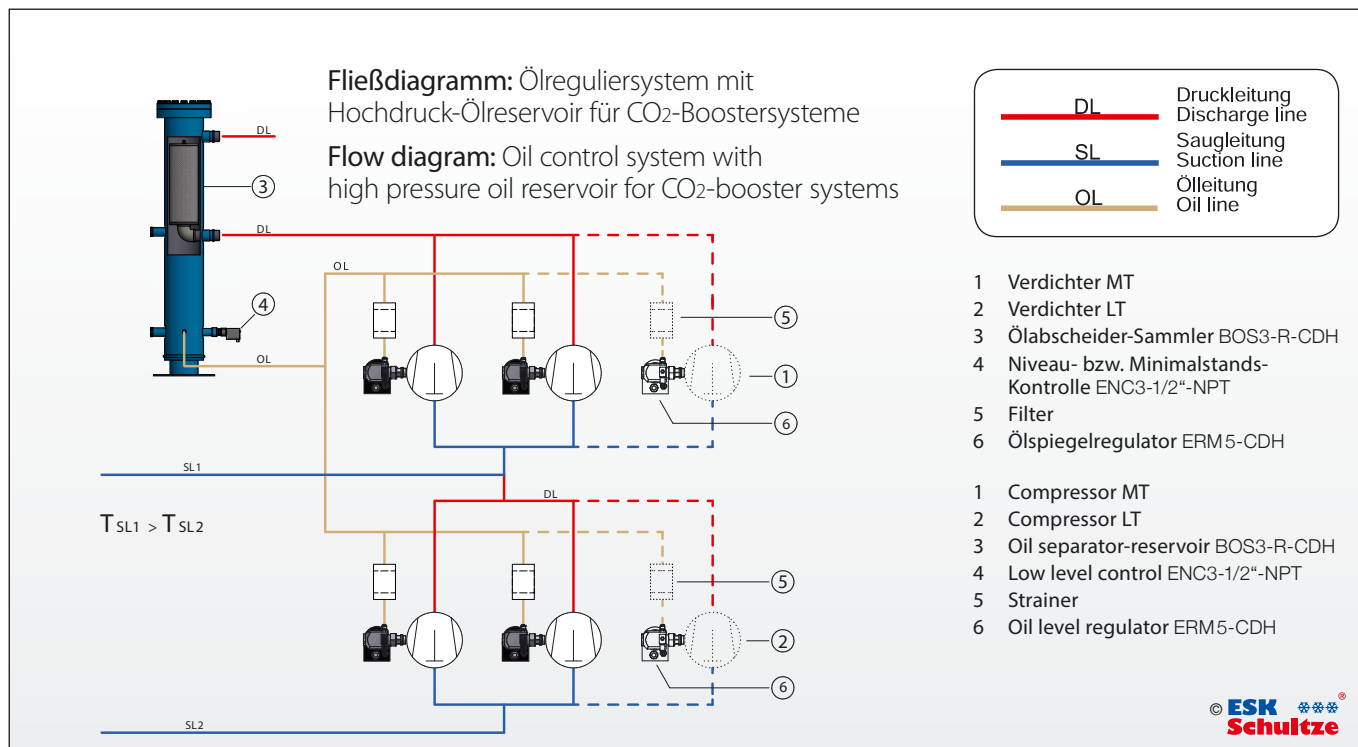 Fließdiagramm: Ölreguliersystem mit
Hochdruck-Ölreservoir für CO2-Boostersysteme
Flow diagram: Oil control system with
high pressure oil reservoir for CO2-booster systems
DL
Druckleitung
Discharge line
SL
Saugleitung
Suction line
OL
Ölleitung
Oil line
DL
3
DL
OL
4
5
OL
1
6
SL1
DL
TSL1 > TSL2
5
2
6
SL2
1 Verdichter MT
2 Verdichter LT
3 Ölabscheider-Sammler BOS3-R-CDH
4 Niveau- bzw. Minimalstands-
Kontrolle ENC3-1/2“-NPT
5 Filter
6 Ölspiegelregulator ERM5-CDH
1 Compressor MT
2 Compressor LT
3 Oil separator-reservoir BOS3-R-CDH
4 Low level control ENC3-1/2“-NPT
5 Strainer
6 Oil level regulator ERM5-CDH
© ESK ®
Schultze